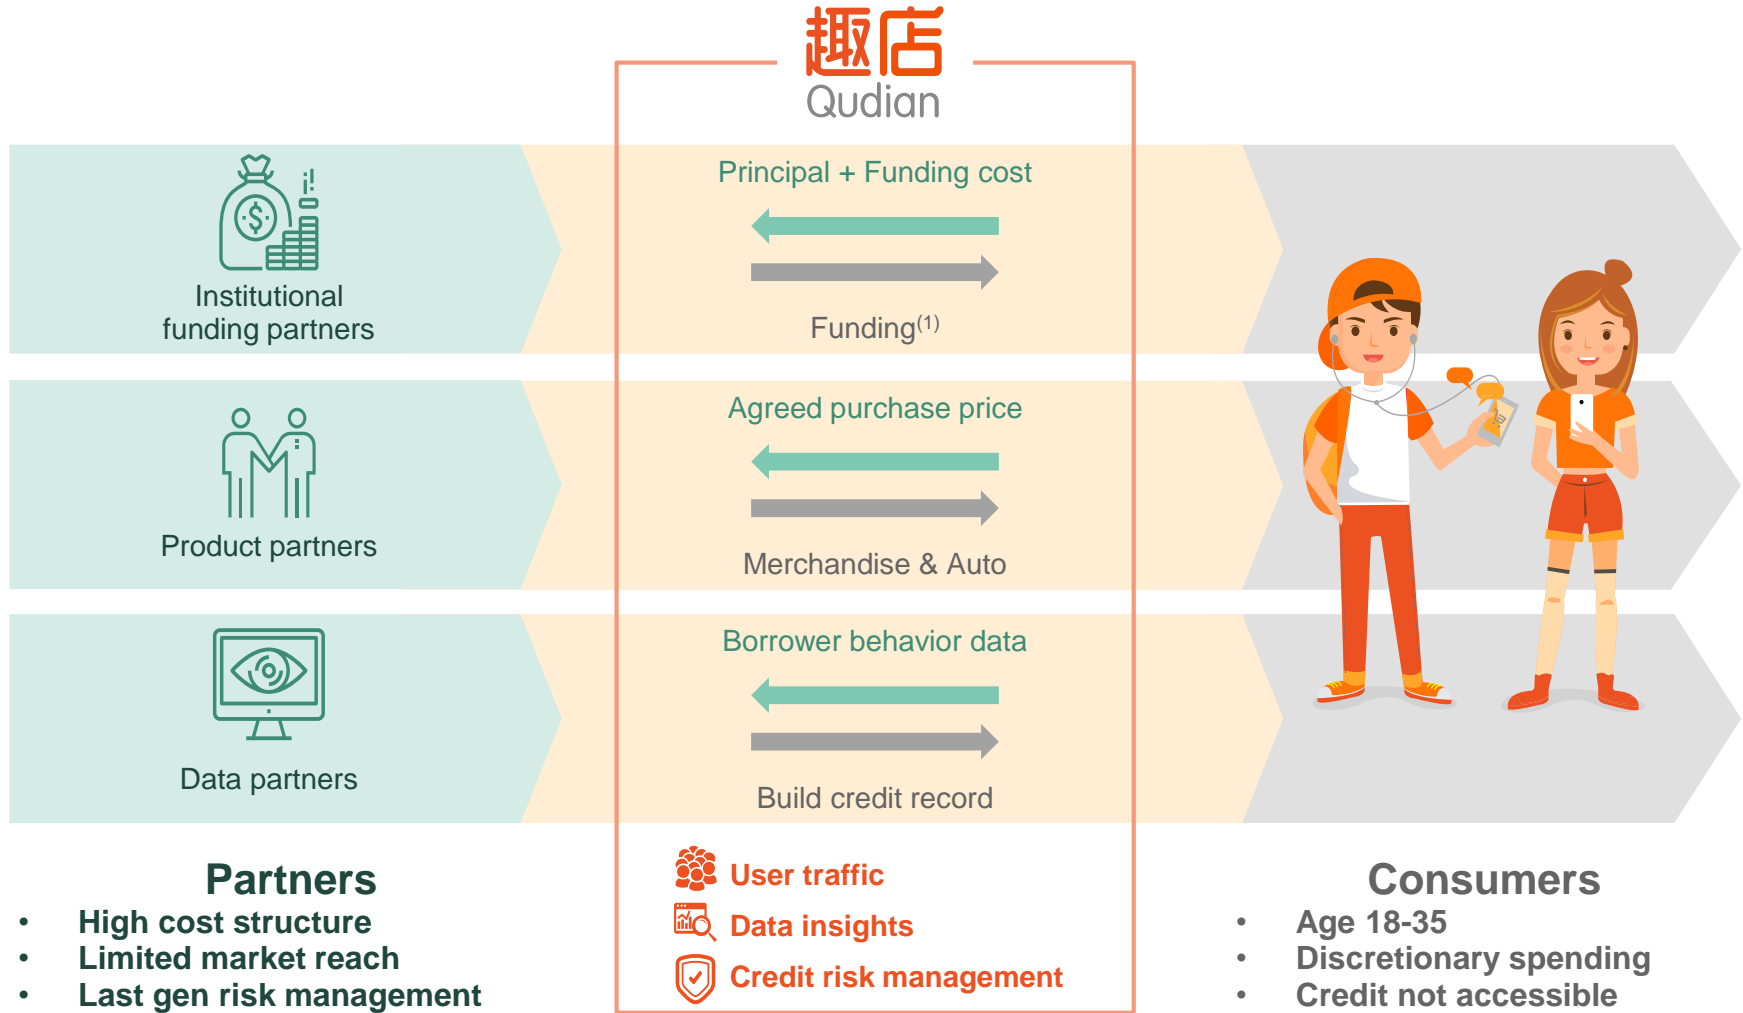 趣店
Qudian
Principal + Funding cost
Institutional
funding partners
Funding(1)
Agreed purchase price
Product partners
Merchandise & Auto
Borrower behavior data
Data partners
Build credit record
Partners
• High cost structure
• Limited market reach
• Last gen risk management
User traffic
Data insights
Credit risk management
Consumers
• Age 18-35
• Discretionary spending
• Credit not accessible